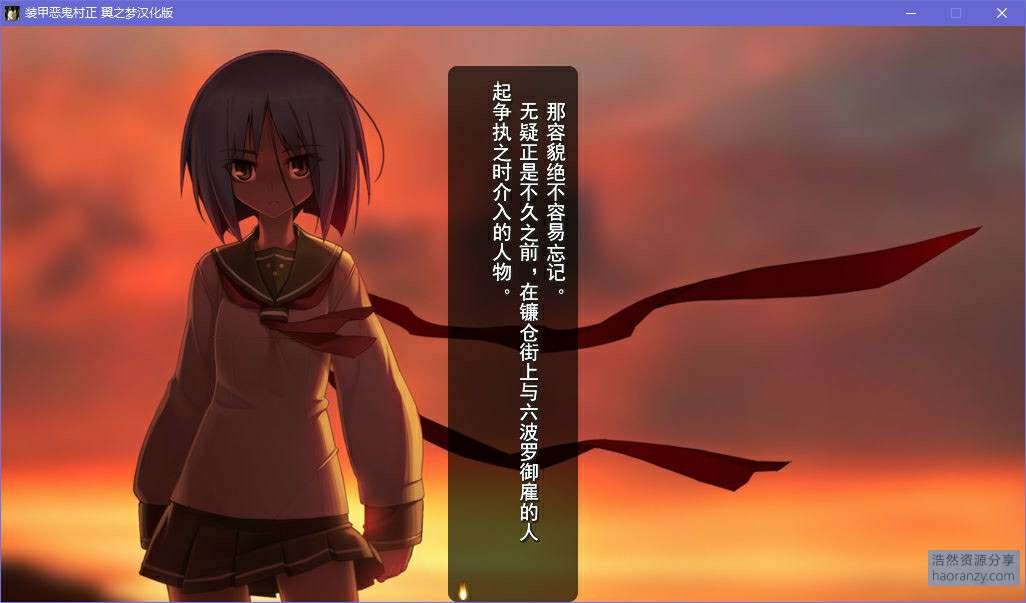 装甲恶鬼村正 翼之梦汉化版
那容貌绝不容易忘记。
无疑正是不久之前，在镰仓街上与六波罗御雇的人
起争执之时介入的人物。
浩然资源分享
haoranzy.com